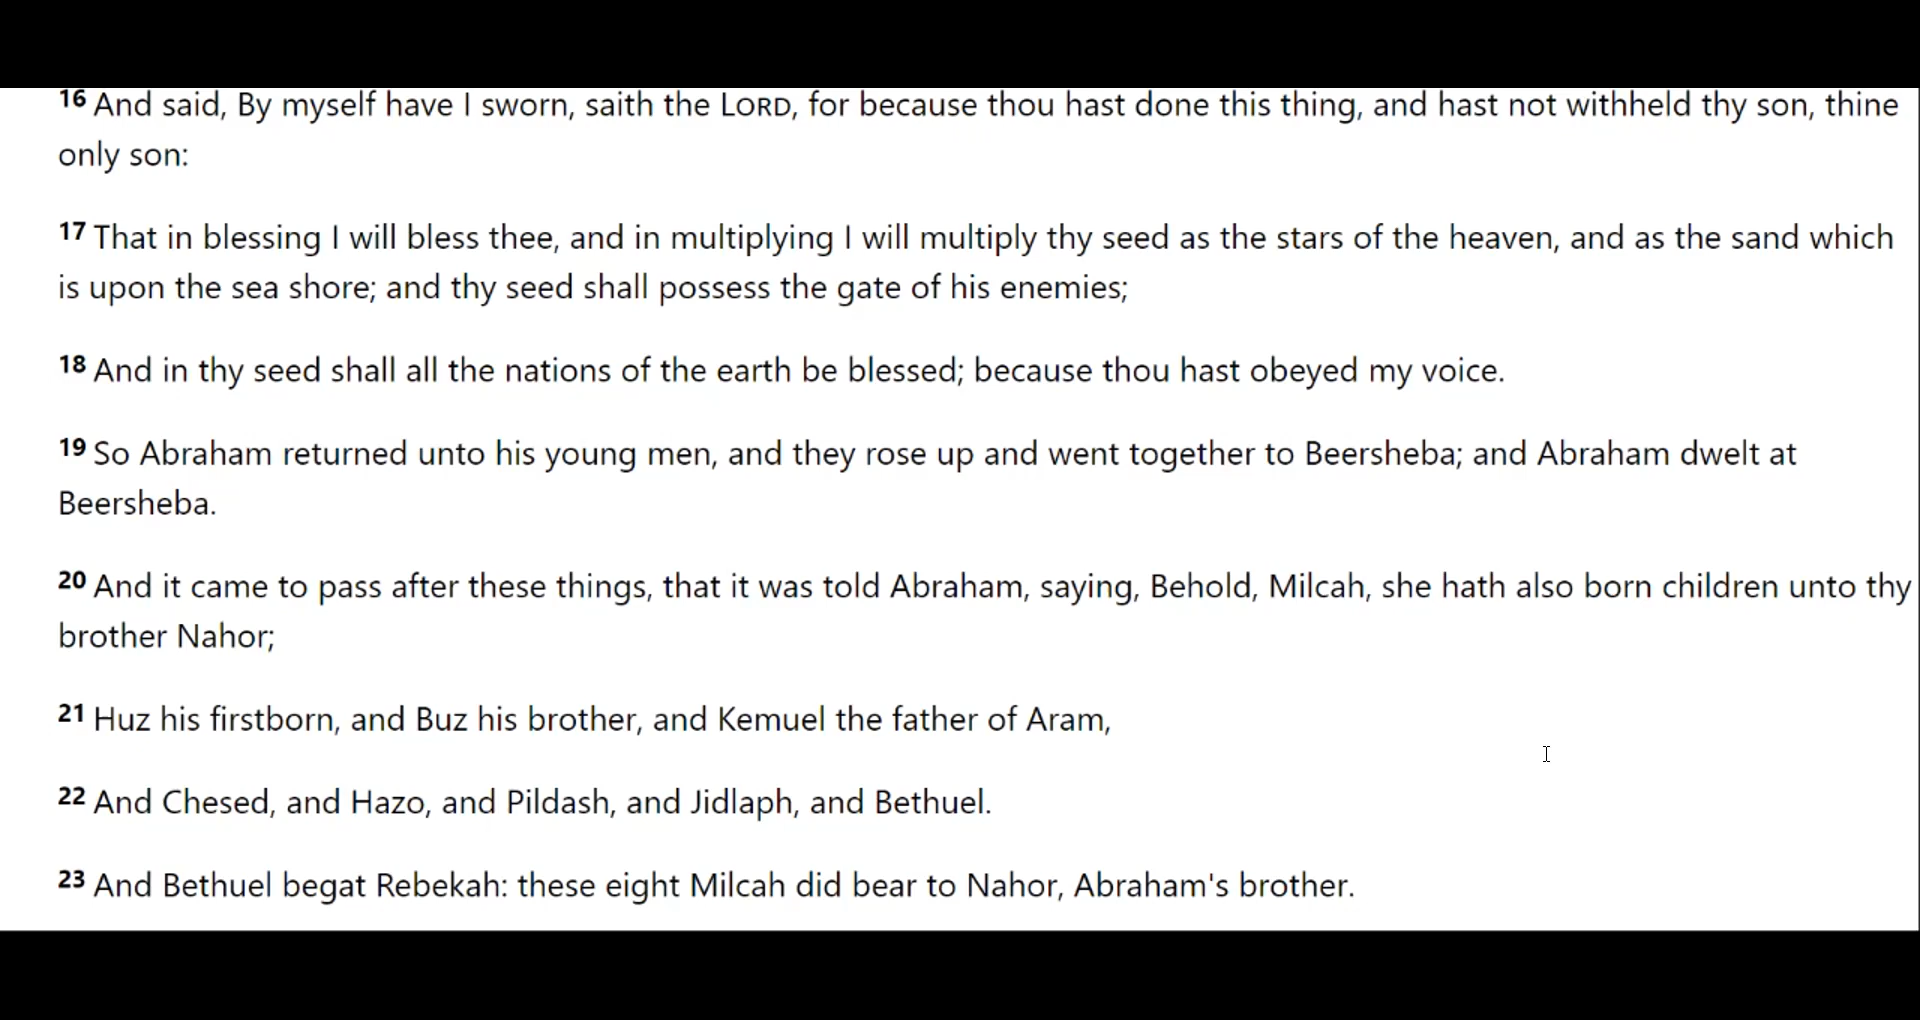 16 And said, By myself have I sworn, saith the LORD, for because thou hast done this thing, and hast not withheld thy son, thine
only son:
17 That in blessing I will bless thee, and in multiplying I will multiply thy seed as the stars of the heaven, and as the sand which
is upon the sea shore; and thy seed shall possess the gate of his enemies;
18 And in thy seed shall all the nations of the earth be blessed; because thou hast obeyed my voice.
19 So Abraham returned unto his young men, and they rose up and went together to Beersheba; and Abraham dwelt at
Beersheba.
20 And it came to pass after these things, that it was told Abraham, saying, Behold, Milcah, she hath also born children unto thy
brother Nahor;
21 Huz his firstborn, and Buz his brother, and Kemuel the father of Aram,
22 And Chesed, and Hazo, and Pildash, and Jidlaph, and Bethuel.
23 And Bethuel begat Rebekah: these eight Milcah did bear to Nahor, Abraham's brother.